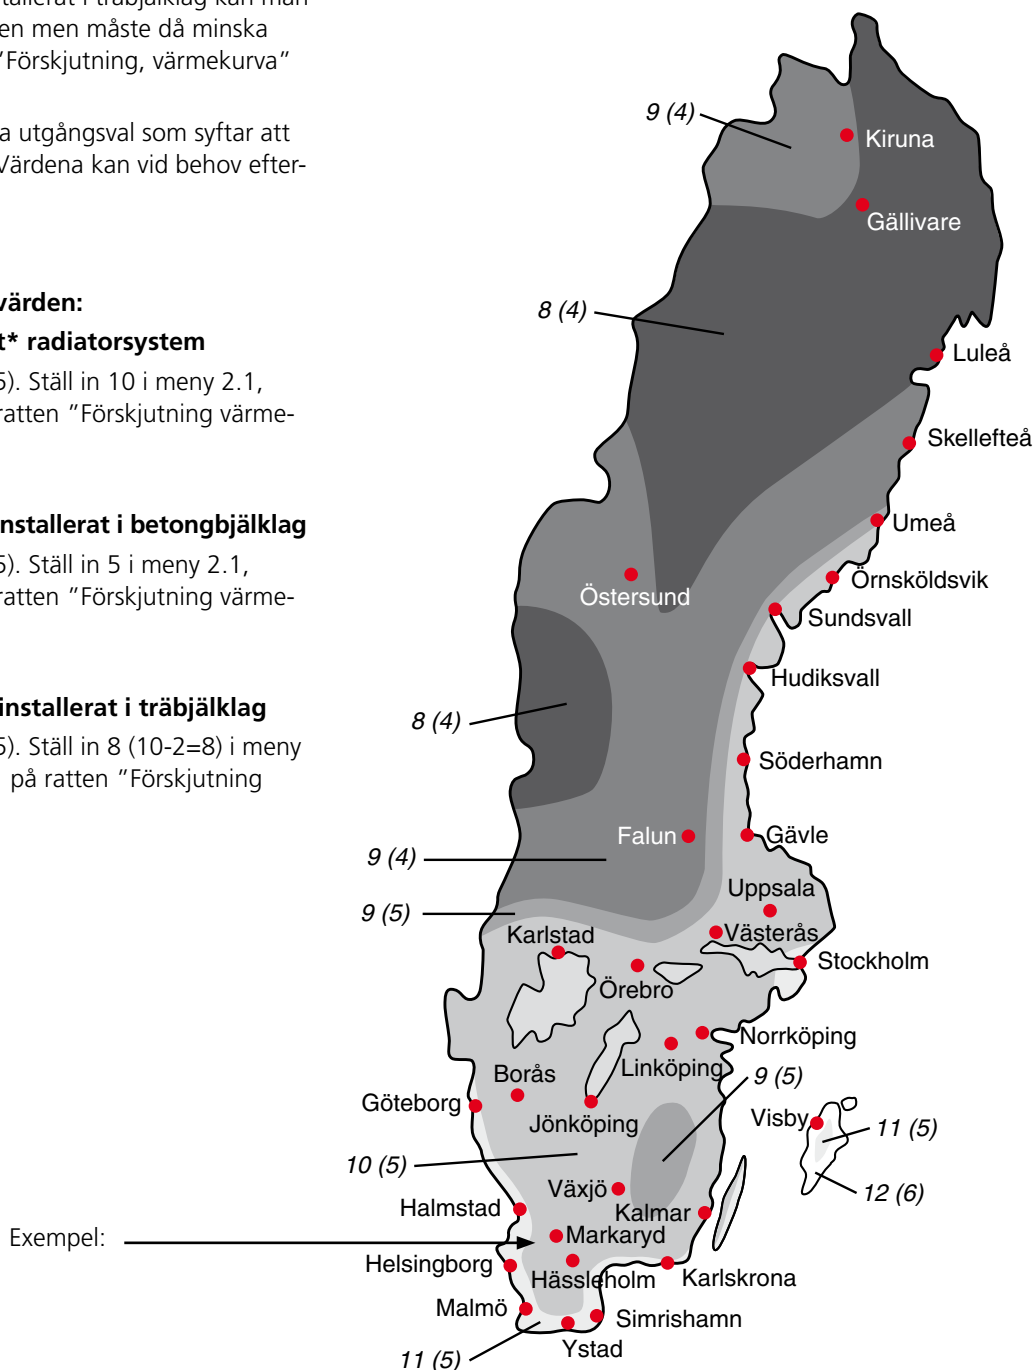 tallerat i träbjälklag kan man
en men måste då minska
”Förskjutning, värmekurva”
a utgångsval som syftar att
Värdena kan vid behov efter-
värden:
t* radiatorsystem
5). Ställ in 10 i meny 2.1,
ratten ”Förskjutning värme-
nstallerat i betongbjälklag
5). Ställ in 5 i meny 2.1,
ratten ”Förskjutning värme-
installerat i träbjälklag
5). Ställ in 8 (10-2=8) i meny
på ratten ”Förskjutning
9 (4)
Kiruna
Gällivare
8 (4)
Luleå
Skellefteå
Umeå
Örnsköldsvik
Östersund
Sundsvall
Hudiksvall
8 (4)
Söderhamn
Falun
Gävle
9 (4)
Uppsala
9 (5)
Västerås
Karlstad
Stockholm
Örebro
Norrköping
Linköping
9 (5)
Borås
Göteborg
Jönköping
Visby
11 (5)
10 (5)
Växjö
12 (6)
Halmstad
Kalmar
Markaryd
Exempel:
Helsingborg
Hässleholm
Karlskrona
Malmö
Simrishamn
Ystad
11 (5)